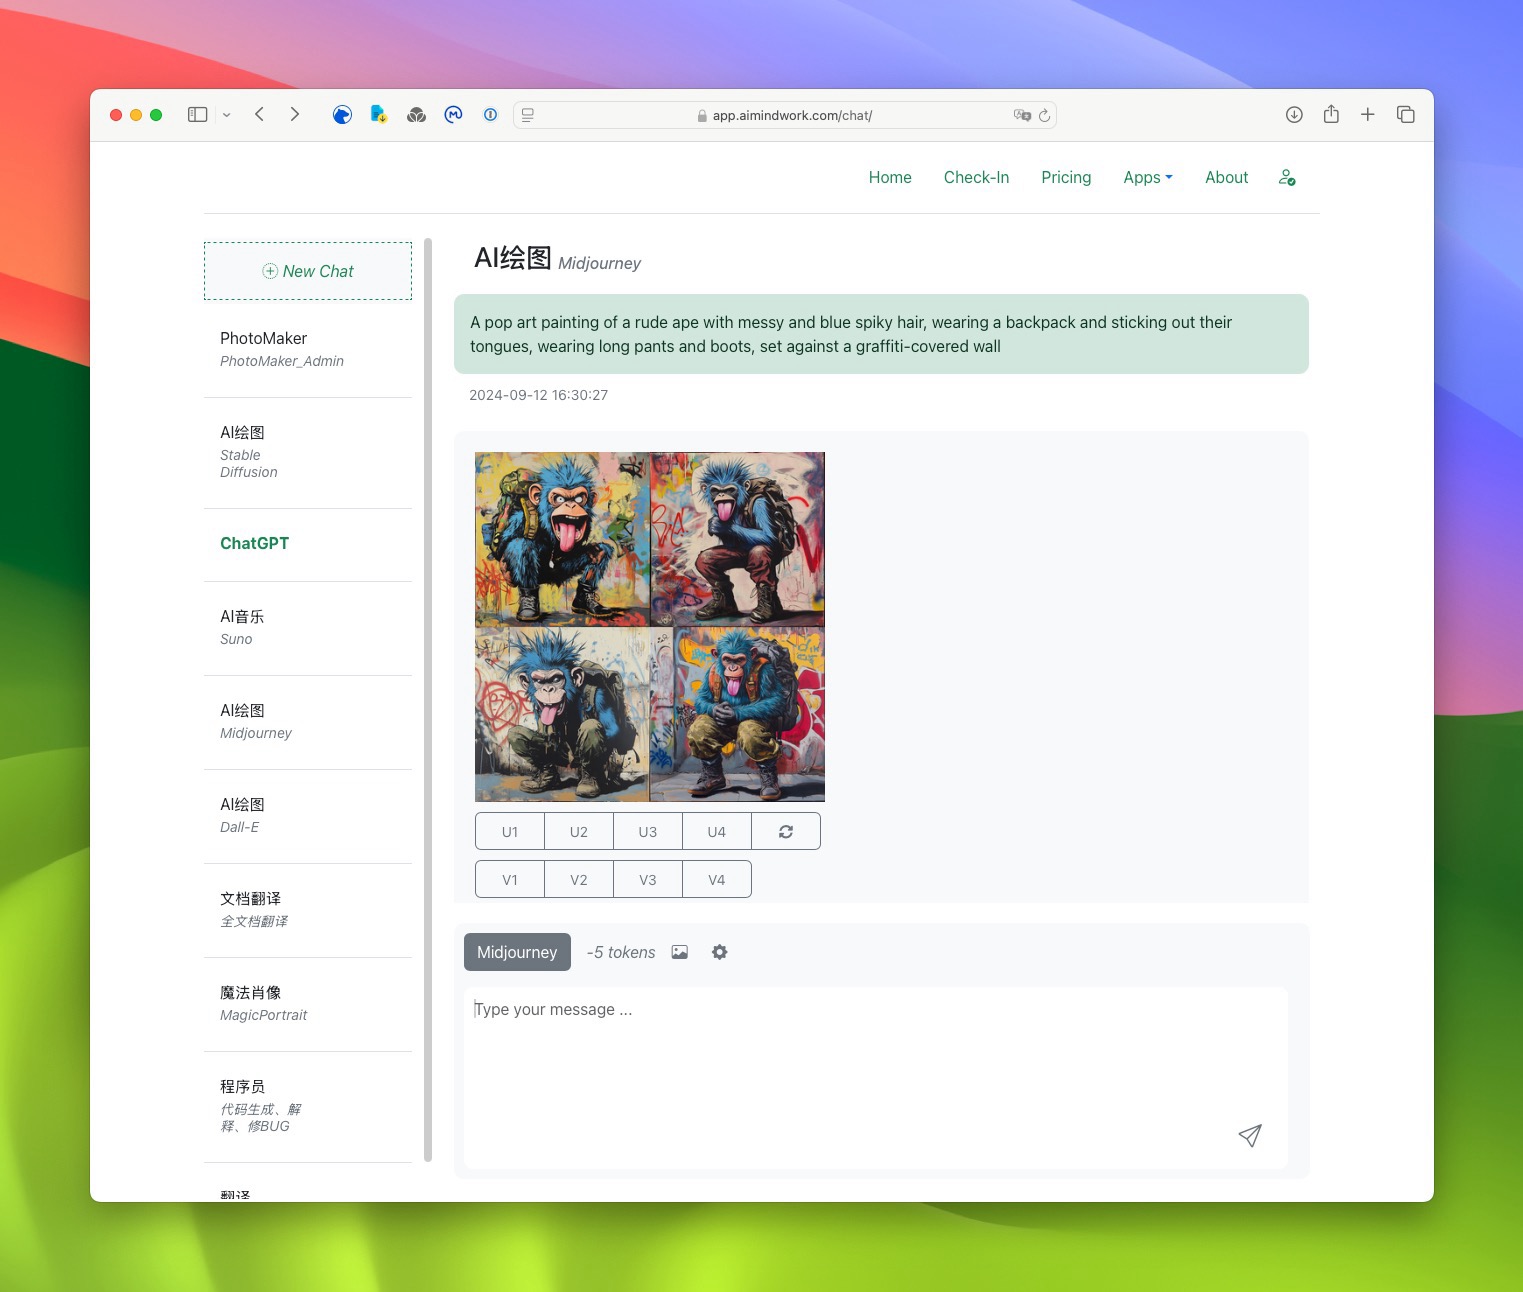 app.aimindwork.com/chat/
Home
Check-In
Pricing
Apps
About
New Chat
PhotoMaker
PhotoMaker_Admin
AI绘图
Stable
Diffusion
ChatGPT
AI音乐
Suno
AI绘图
Midjourney
AI绘图
Dall-E
文档翻译
全文档翻译
魔法肖像
MagicPortrait
程序员
代码生成、解
释、修BUG
翻译
AI绘图 Midjourney
A pop art painting of a rude ape with messy and blue spiky hair, wearing a backpack and sticking out their
tongues, wearing long pants and boots, set against a graffiti-covered wall
2024-09-12 16:30:27
U1
U2
U3
U4
V1
V2
V3
V4
Midjourney
-5 tokens
Type your message ...